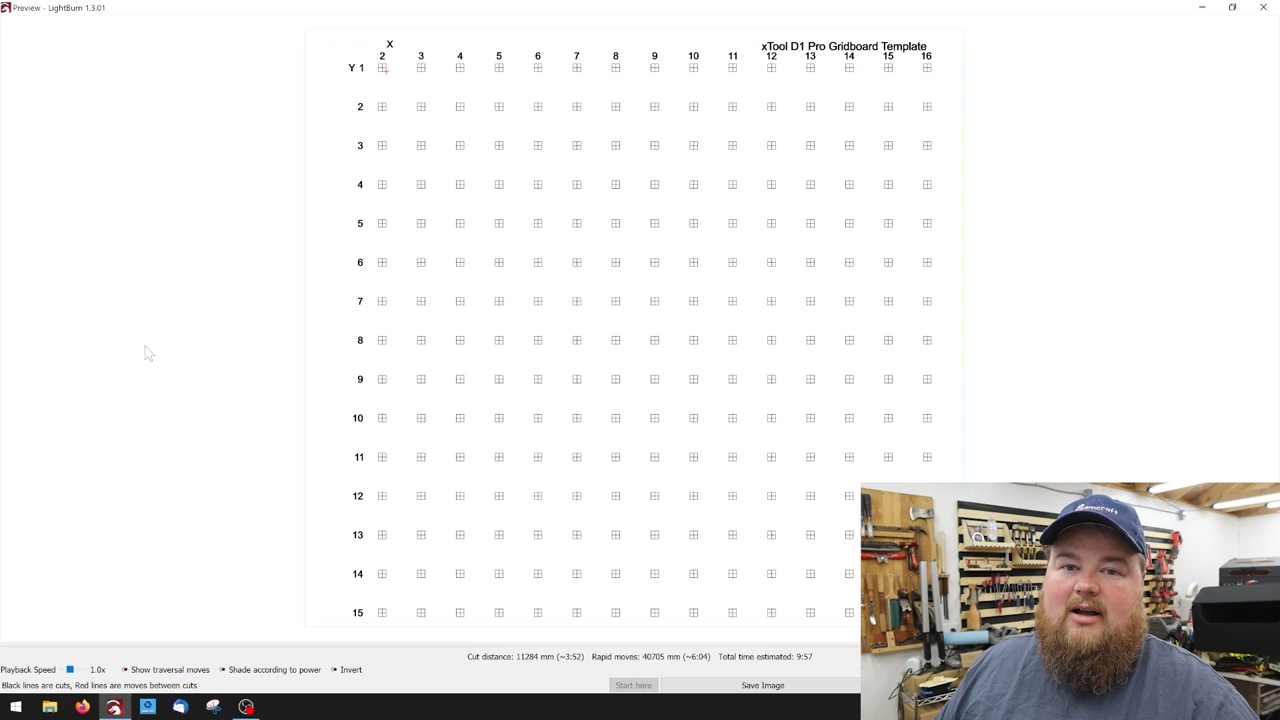 Preview - LightBurn 1.3.01
X
xTool D1 Pro Gridboard Template
2 3 4 5 6 7 8 9 10 11 12 13 14 15 16
Y 1
2
3
4
5
6
7
8
9
10
11
12
13
14
15
Cut distance: 11284 mm (~3:52) Rapid moves: 40705 mm (~6:04) Total time estimated: 9:57
Playback Speed 1.0x Show traversal moves Shade according to power Invert
Black lines are cuts, Red lines are moves between cuts
Start here Save Image